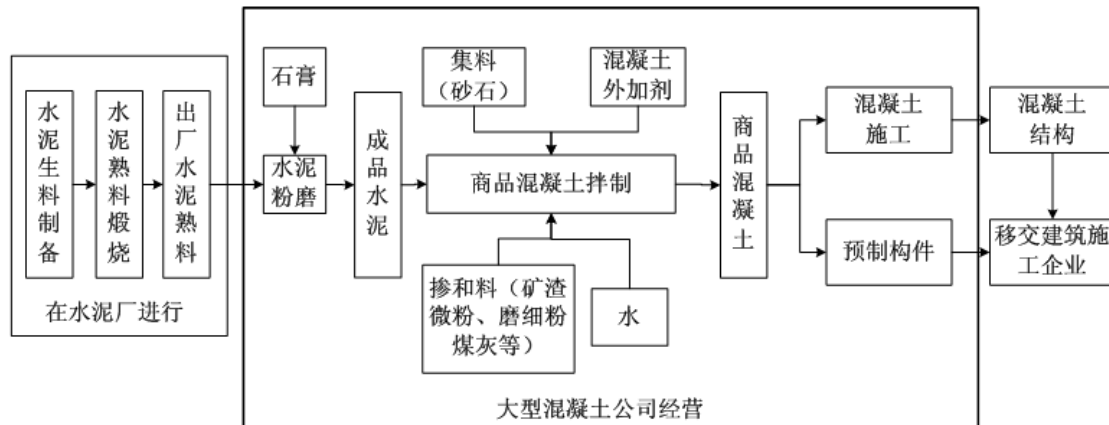 水泥生料制备
水泥熟料煅烧
出厂水泥熟料
在水泥厂进行
石膏
水泥
粉磨
成品水泥
集料
（砂石）
混凝土
外加剂
商品混凝土拌制
掺和料（矿渣
微粉、磨细粉
煤灰等）
水
商品混凝土
混凝土
施工
预制构件
混凝土
结构
移交建筑施
工企业
大型混凝土公司经营